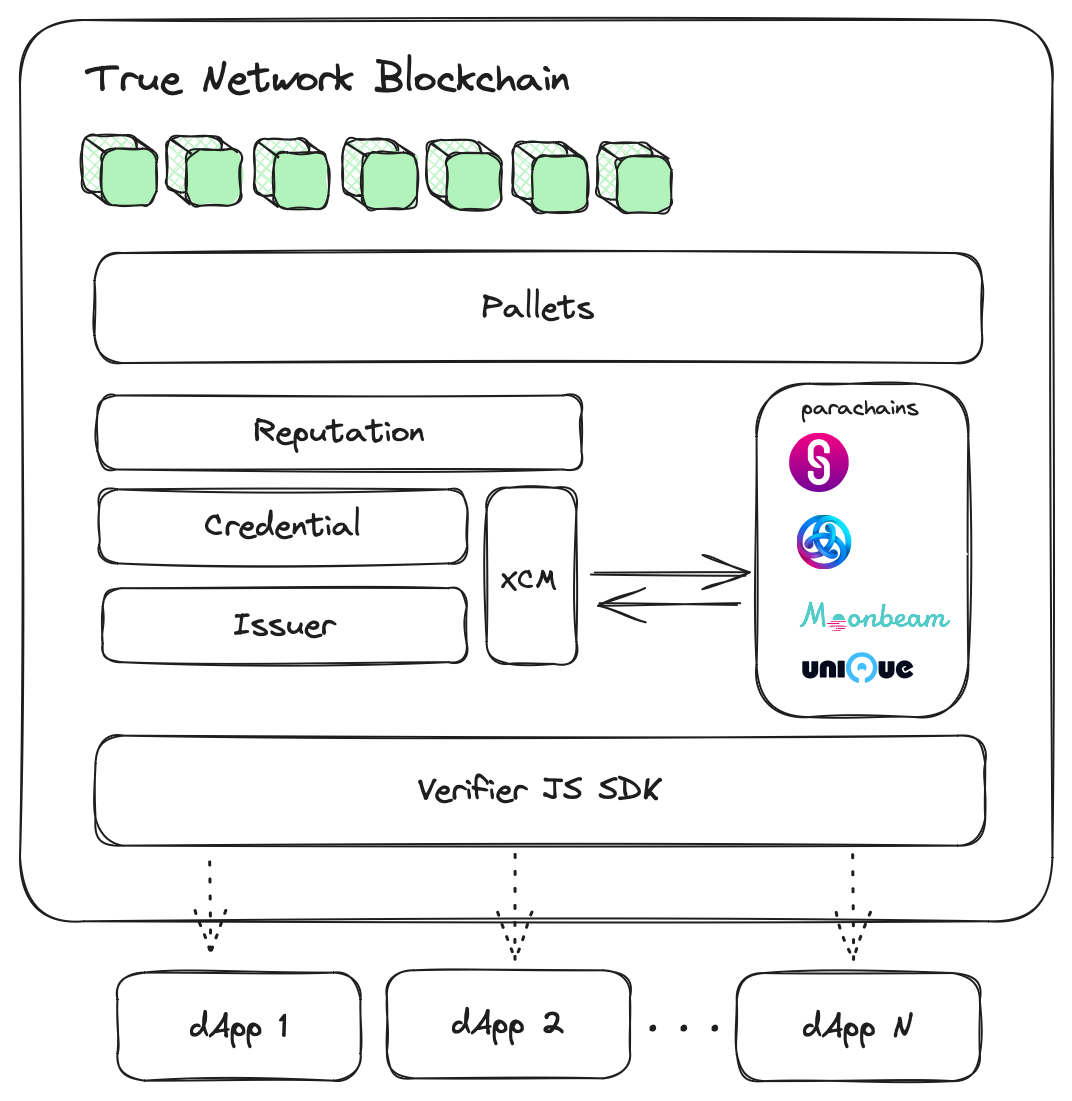 True Network Blockchain
Pallets
Reputation
parachains
Credential
XCM
Issuer
Moonbeam
uniQue
Verifier JS SDK
dApp 1
dApp 2
. . .
dApp N